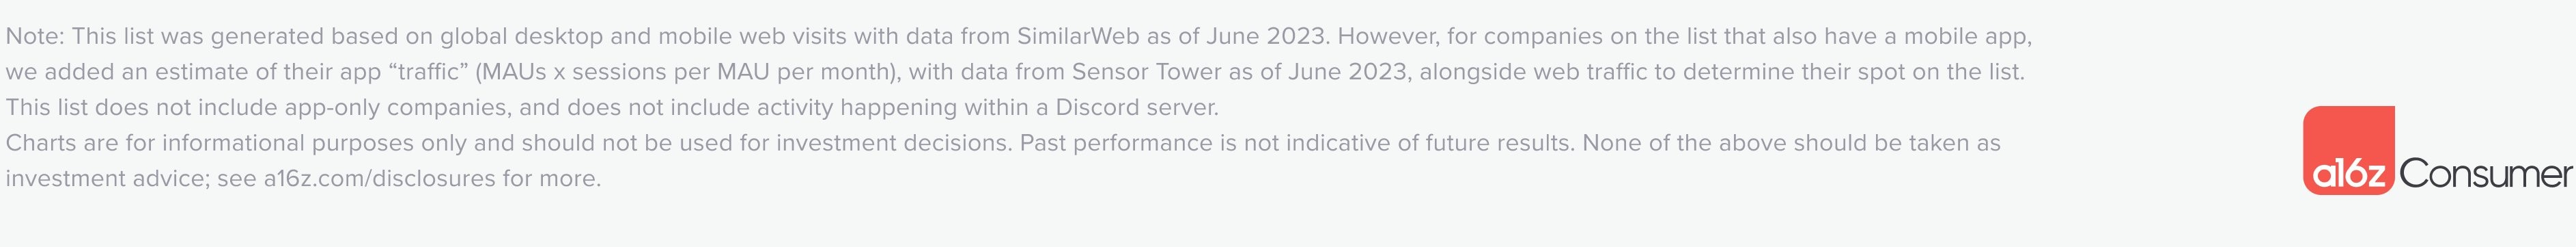 Note: This list was generated based on global desktop and mobile web visits with data from SimilarWeb as of June 2023. However, for companies on the list that also have a mobile app,
we added an estimate of their app “traffic” (MAUs x sessions per MAU per month), with data from Sensor Tower as of June 2023, alongside web traffic to determine their spot on the list.
This list does not include app-only companies, and does not include activity happening within a Discord server.
Charts are for informational purposes only and should not be used for investment decisions. Past performance is not indicative of future results. None of the above should be taken as
investment advice; see a16z.com/disclosures for more.
a16z Consumer